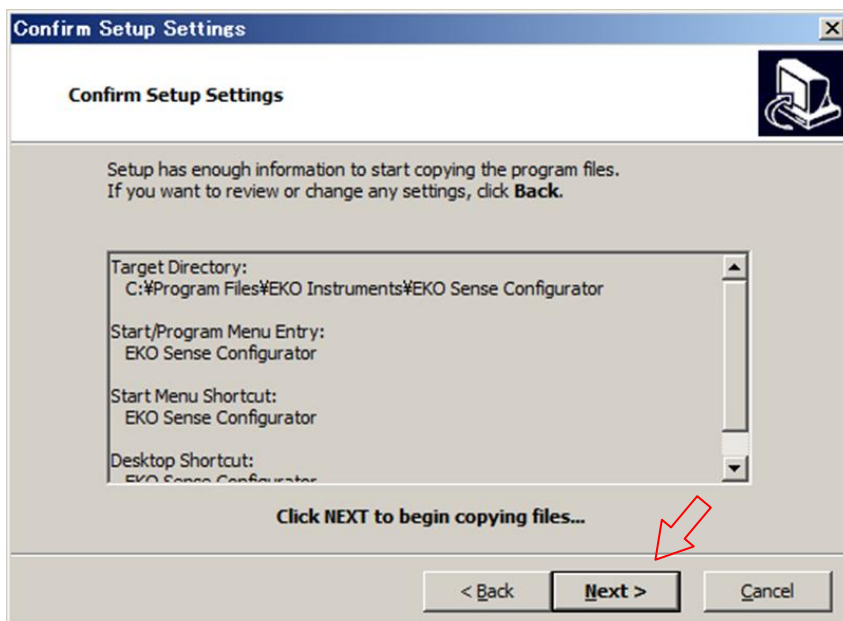 Confirm Setup Settings
Confirm Setup Settings
Setup has enough information to start copying the program files.
If you want to review or change any settings, click Back.
Target Directory:
C:¥Program Files¥EKO Instruments¥EKO Sense Configurator
Start/Program Menu Entry:
EKO Sense Configurator
Start Menu Shortcut:
EKO Sense Configurator
Desktop Shortcut:
EKO Sense Configurator
Click NEXT to begin copying files...
< Back
Next >
Cancel